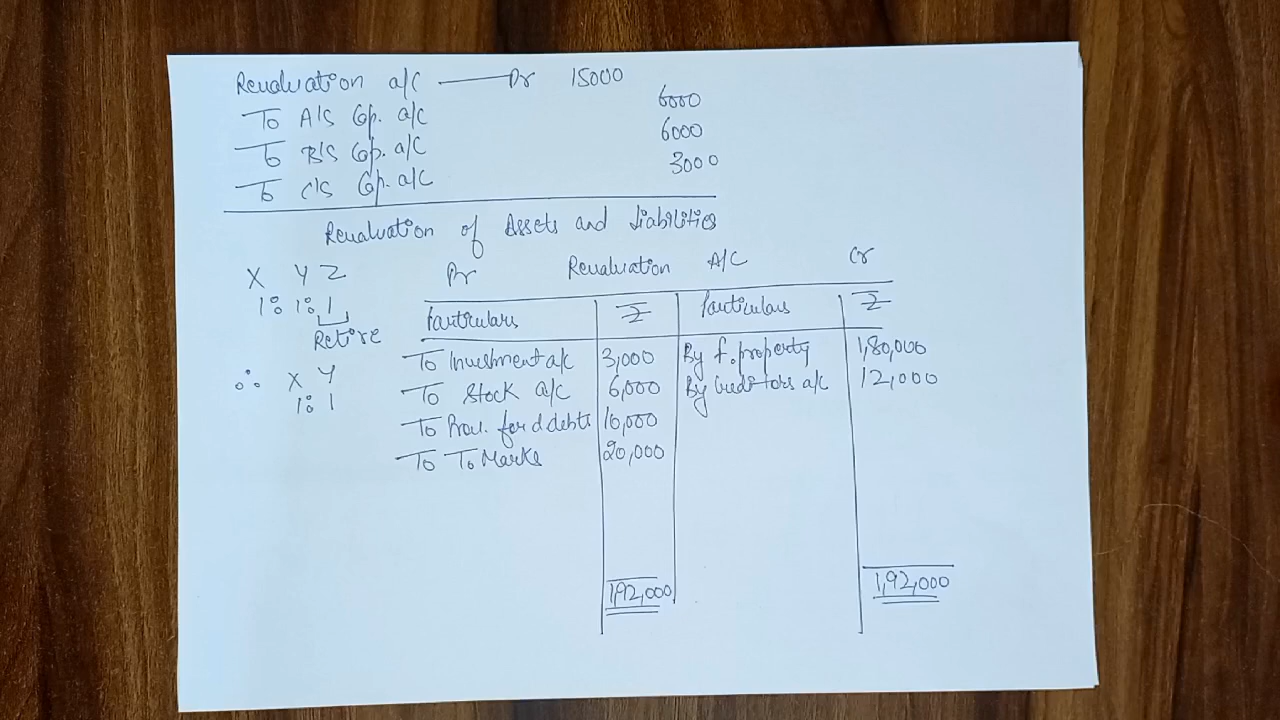 Revaluation a/c —— Dr 15000
To A's Cap. a/c 6000
To B's Cap. a/c 6000
To C's Cap. a/c 3000
Revaluation of Assets and Liabilities
X Y Z
1: 1: 1
Retire
∴ X Y
1: 1
Dr Revaluation A/C Cr
Particulars ₹ Particulars ₹
To Investment a/c 3,000 By f. property 1,80,000
To Stock a/c 6,000 By Creditors a/c 12,000
To Prov. for d debts 10,000
To T. Marks 20,000
1,92,000 1,92,000